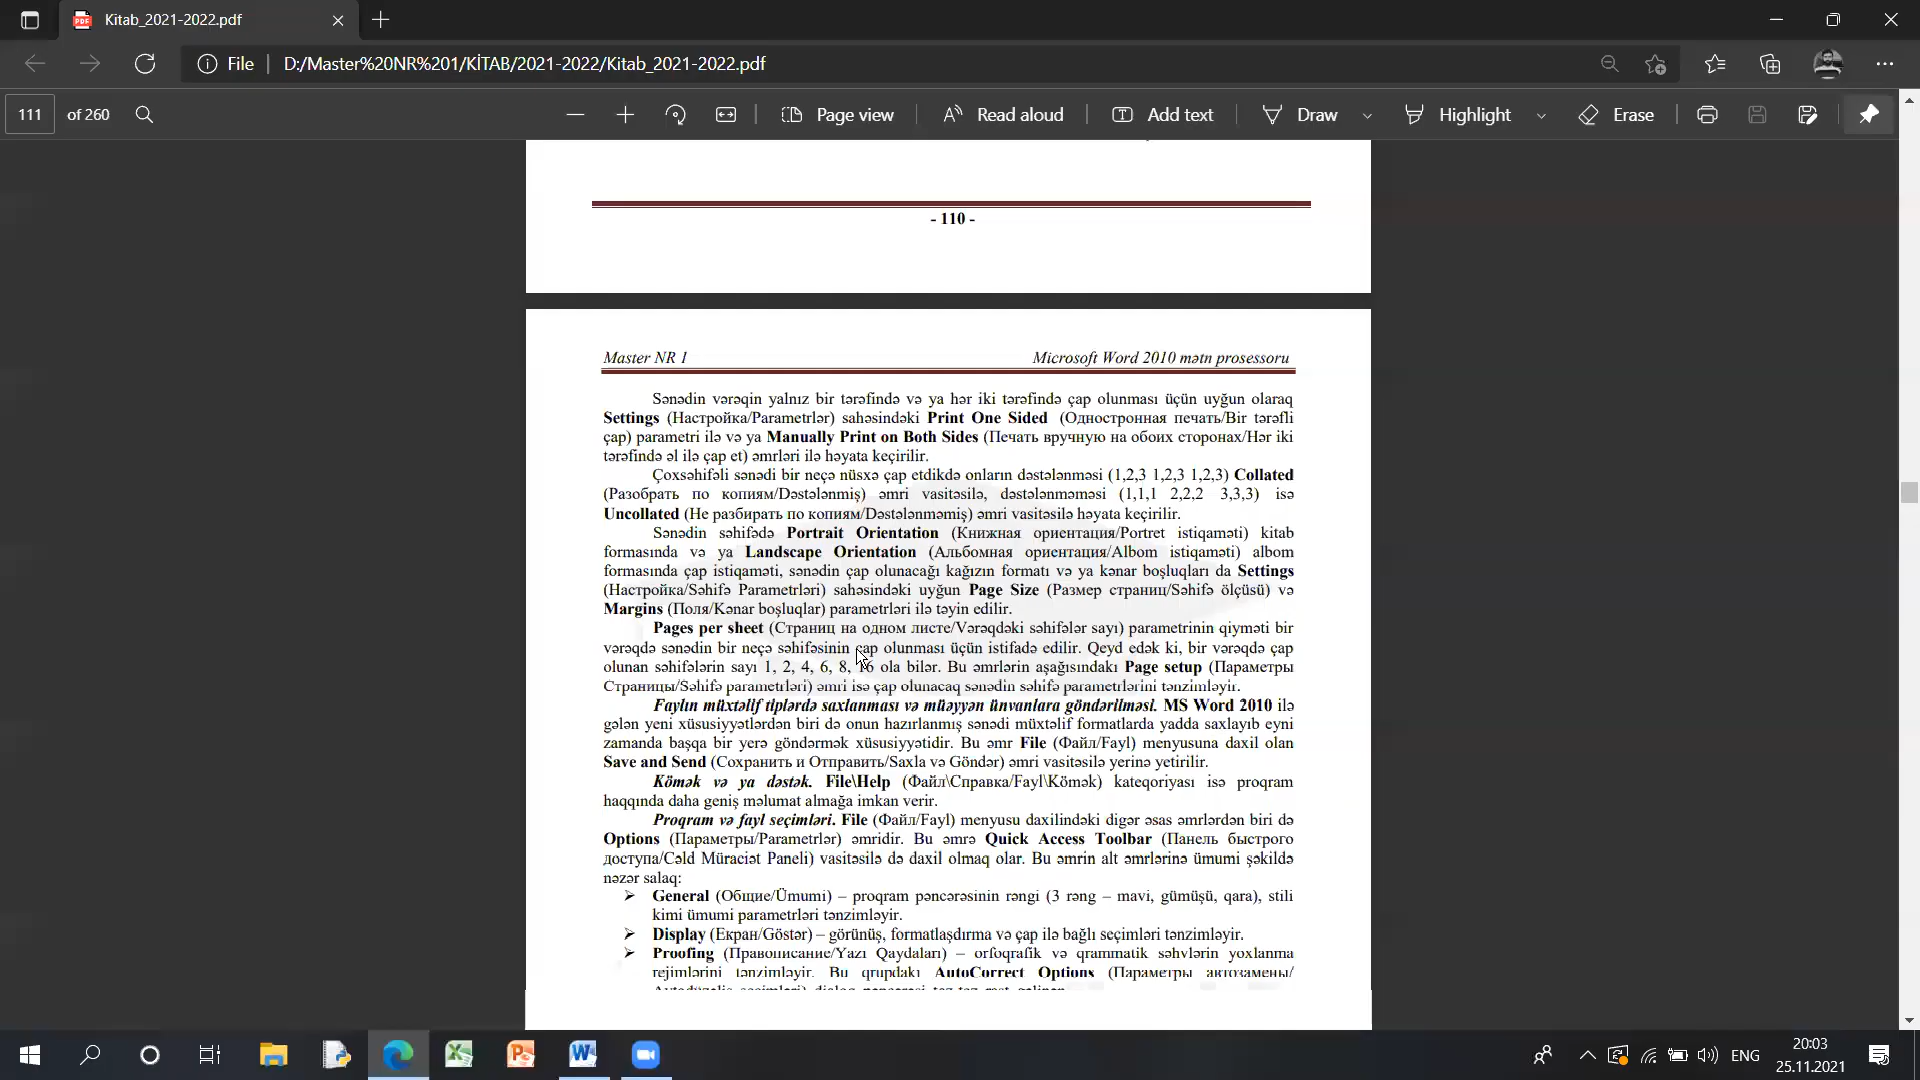 Kitab_2021-2022.pdf
File
D:/Master%20NR%201/KİTAB/2021-2022/Kitab_2021-2022.pdf
111 of 260
Page view
Read aloud
Add text
Draw
Highlight
Erase
- 110 -
Master NR 1 Microsoft Word 2010 mətn prosessoru
Sənədin vərəqin yalnız bir tərəfində və ya hər iki tərəfində çap olunması üçün uyğun olaraq
Settings (Настройка/Parametrlər) sahəsindəki Print One Sided (Одностронная печать/Bir tərəfli
çap) parametri ilə və ya Manually Print on Both Sides (Печать вручную на обоих сторонах/Hər iki
tərəfində əl ilə çap et) əmrləri ilə həyata keçirilir.
Çoxsəhifəli sənədi bir neçə nüsxə çap etdikdə onların dəstələnməsi (1,2,3 1,2,3 1,2,3) Collated
(Разобрать по копиям/Dəstələnmiş) əmri vasitəsilə, dəstələnməməsi (1,1,1 2,2,2 3,3,3) isə
Uncollated (Не разбирать по копиям/Dəstələnməmiş) əmri vasitəsilə həyata keçirilir.
Sənədin səhifədə Portrait Orientation (Книжная ориентация/Portret istiqaməti) kitab
formasında və ya Landscape Orientation (Альбомная ориентация/Albom istiqaməti) albom
formasında çap istiqaməti, sənədin çap olunacağı kağızın formatı və ya kənar boşluqları da Settings
(Настройка/Səhifə Parametrləri) sahəsindəki uyğun Page Size (Размер страниц/Səhifə ölçüsü) və
Margins (Поля/Kənar boşluqlar) parametrləri ilə təyin edilir.
Pages per sheet (Страниц на одном листе/Vərəqdəki səhifələr sayı) parametrinin qiyməti bir
vərəqdə sənədin bir neçə səhifəsinin çap olunması üçün istifadə edilir. Qeyd edək ki, bir vərəqdə çap
olunan səhifələrin sayı 1, 2, 4, 6, 8, 16 ola bilər. Bu əmrlərin aşağısındakı Page setup (Параметры
Страницы/Səhifə parametrləri) əmri isə çap olunacaq sənədin səhifə parametrlərini tənzimləyir.
Faylın müxtəlif tiplərdə saxlanması və müəyyən ünvanlara göndərilməsi. MS Word 2010 ilə
gələn yeni xüsusiyyətlərdən biri də onun hazırlanmış sənədi müxtəlif formatlarda yadda saxlayıb eyni
zamanda başqa bir yerə göndərmək xüsusiyyətidir. Bu əmr File (Файл/Fayl) menyusuna daxil olan
Save and Send (Сохранить и Отправить/Saxla və Göndər) əmri vasitəsilə yerinə yetirilir.
Kömək və ya dəstək. File\Help (Файл\Справка/Fayl\Kömək) kateqoriyası isə proqram
haqqında daha geniş məlumat almağa imkan verir.
Proqram və fayl seçimləri. File (Файл/Fayl) menyusu daxilindəki digər əsas əmrlərdən biri də
Options (Параметры/Parametrlər) əmridir. Bu əmrə Quick Access Toolbar (Панель быстрого
доступа/Cəld Müraciət Paneli) vasitəsilə də daxil olmaq olar. Bu əmrin alt əmrlərinə ümumi şəkildə
nəzər salaq:
➢ General (Общие/Ümumi) – proqram pəncərəsinin rəngi (3 rəng – mavi, gümüşü, qara), stili
kimi ümumi parametrləri tənzimləyir.
➢ Display (Екран/Göstər) – görünüş, formatlaşdırma və çap ilə bağlı seçimləri tənzimləyir.
➢ Proofing (Правописание/Yazı Qaydaları) – orfoqrafik və qrammatik səhvlərin yoxlanma
rejimlərini tənzimləyir. Bu qrupdakı AutoCorrect Options (Параметры автозамены/
ENG
20:03
25.11.2021